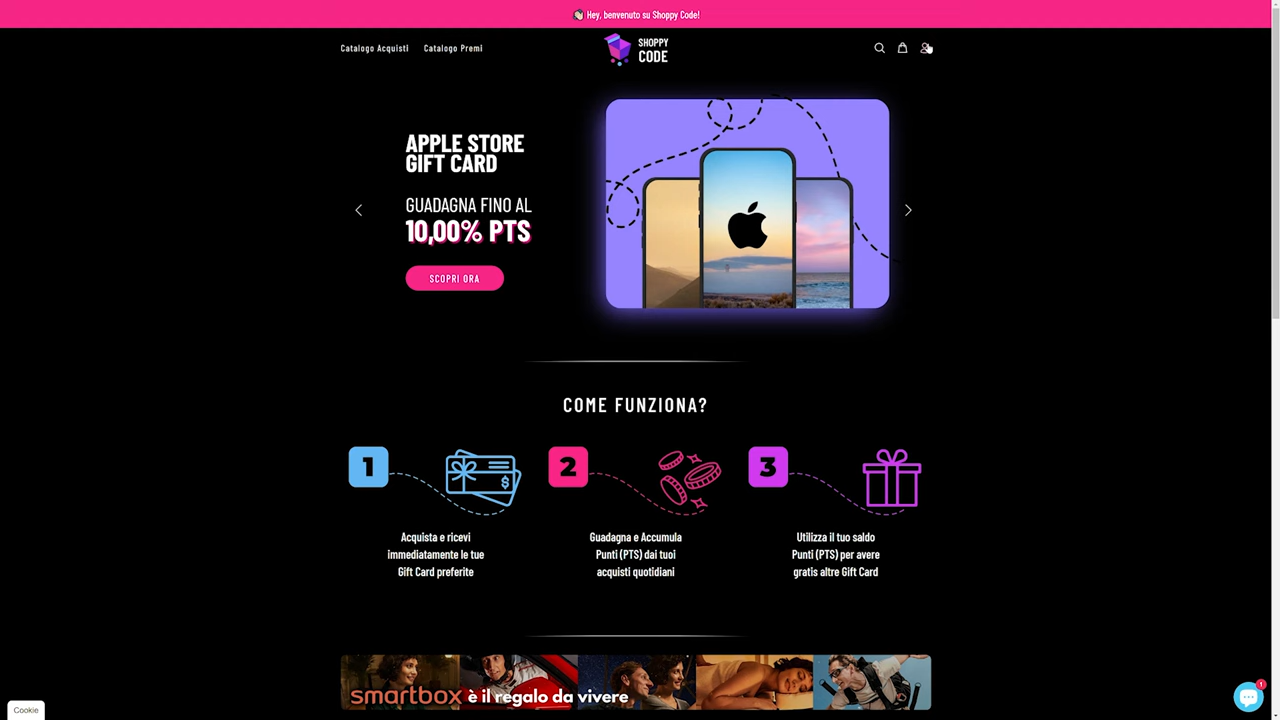 👋🏻 Hey, benvenuto su Shoppy Code!
Catalogo Acquisti
Catalogo Premi
SHOPPY
CODE
APPLE STORE
GIFT CARD
GUADAGNA FINO AL
10,00% PTS
SCOPRI ORA
COME FUNZIONA?
1
2
3
Acquista e ricevi
immediatamente le tue
Gift Card preferite
Guadagna e Accumula
Punti (PTS) dai tuoi
acquisti quotidiani
Utilizza il tuo saldo
Punti (PTS) per avere
gratis altre Gift Card
smartbox è il regalo da vivere
Cookie
1